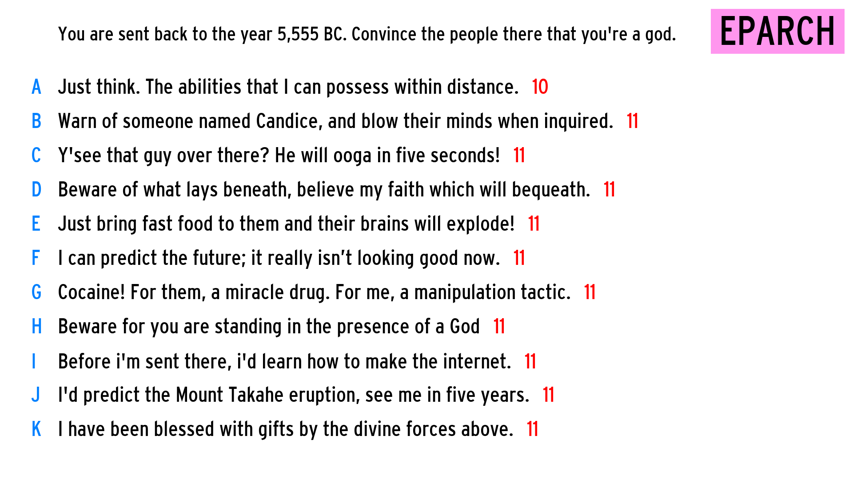 You are sent back to the year 5,555 BC. Convince the people there that you're a god.
EPARCH
A Just think. The abilities that I can possess within distance. 10
B Warn of someone named Candice, and blow their minds when inquired. 11
C Y'see that guy over there? He will ooga in five seconds! 11
D Beware of what lays beneath, believe my faith which will bequeath. 11
E Just bring fast food to them and their brains will explode! 11
F I can predict the future; it really isn’t looking good now. 11
G Cocaine! For them, a miracle drug. For me, a manipulation tactic. 11
H Beware for you are standing in the presence of a God 11
I Before i'm sent there, i'd learn how to make the internet. 11
J I'd predict the Mount Takahe eruption, see me in five years. 11
K I have been blessed with gifts by the divine forces above. 11